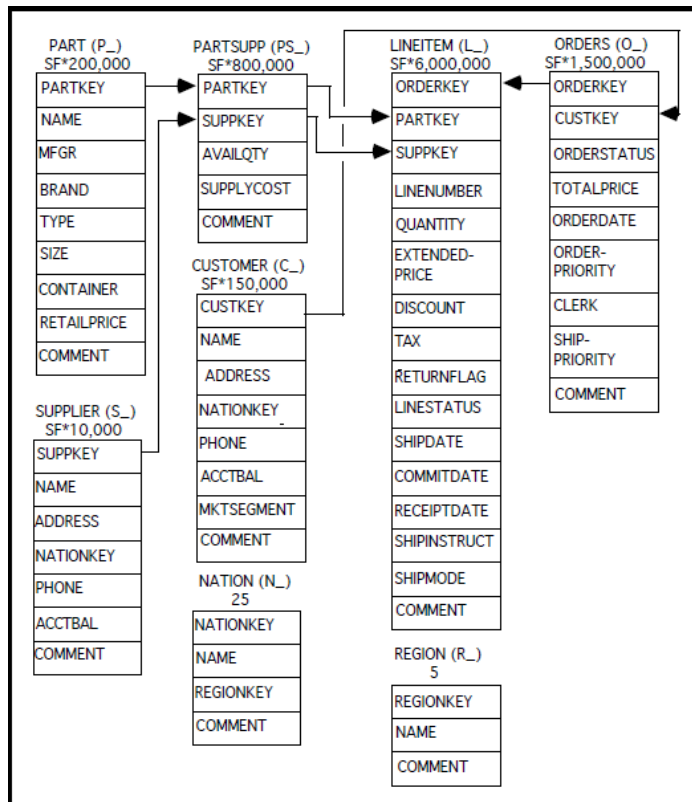 PART (P_)
SF*200,000
PARTKEY
NAME
MFGR
BRAND
TYPE
SIZE
CONTAINER
RETAILPRICE
COMMENT
SUPPLIER (S_)
SF*10,000
SUPPKEY
NAME
ADDRESS
NATIONKEY
PHONE
ACCTBAL
COMMENT
PARTSUPP (PS_)
SF*800,000
PARTKEY
SUPPKEY
AVAILQTY
SUPPLYCOST
COMMENT
CUSTOMER (C_)
SF*150,000
CUSTKEY
NAME
ADDRESS
NATIONKEY
PHONE
ACCTBAL
MKTSEGMENT
COMMENT
NATION (N_)
25
NATIONKEY
NAME
REGIONKEY
COMMENT
LINEITEM (L_)
SF*6,000,000
ORDERKEY
PARTKEY
SUPPKEY
LINENUMBER
QUANTITY
EXTENDED-
PRICE
DISCOUNT
TAX
RETURNFLAG
LINESTATUS
SHIPDATE
COMMITDATE
RECEIPTDATE
SHIPINSTRUCT
SHIPMODE
COMMENT
REGION (R_)
5
REGIONKEY
NAME
COMMENT
ORDERS (O_)
SF*1,500,000
ORDERKEY
CUSTKEY
ORDERSTATUS
TOTALPRICE
ORDERDATE
ORDER-
PRIORITY
CLERK
SHIP-
PRIORITY
COMMENT